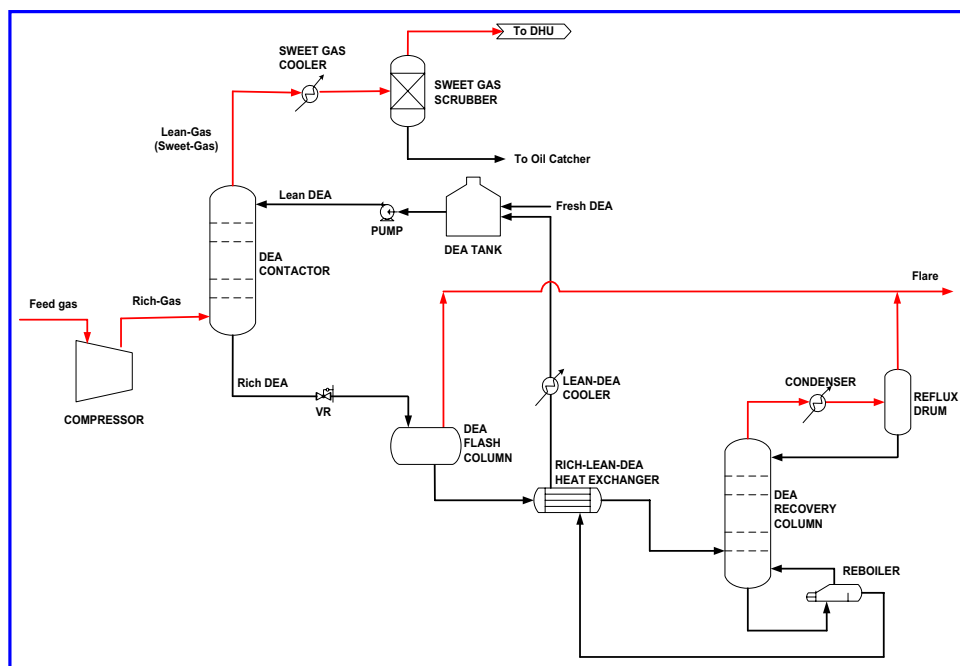 To DHU
SWEET GAS
COOLER
SWEET GAS
SCRUBBER
Lean-Gas
(Sweet-Gas)
To Oil Catcher
Lean DEA
Fresh DEA
PUMP
DEA TANK
DEA
CONTACTOR
Feed gas
Rich-Gas
Flare
Rich DEA
COMPRESSOR
VR
LEAN-DEA
COOLER
CONDENSER
REFLUX
DRUM
DEA
FLASH
COLUMN
RICH-LEAN-DEA
HEAT EXCHANGER
DEA
RECOVERY
COLUMN
REBOILER